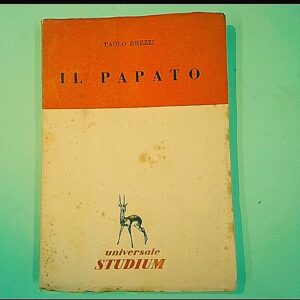 PAOLO BREZZI
IL PAPATO
universale
STUDIUM